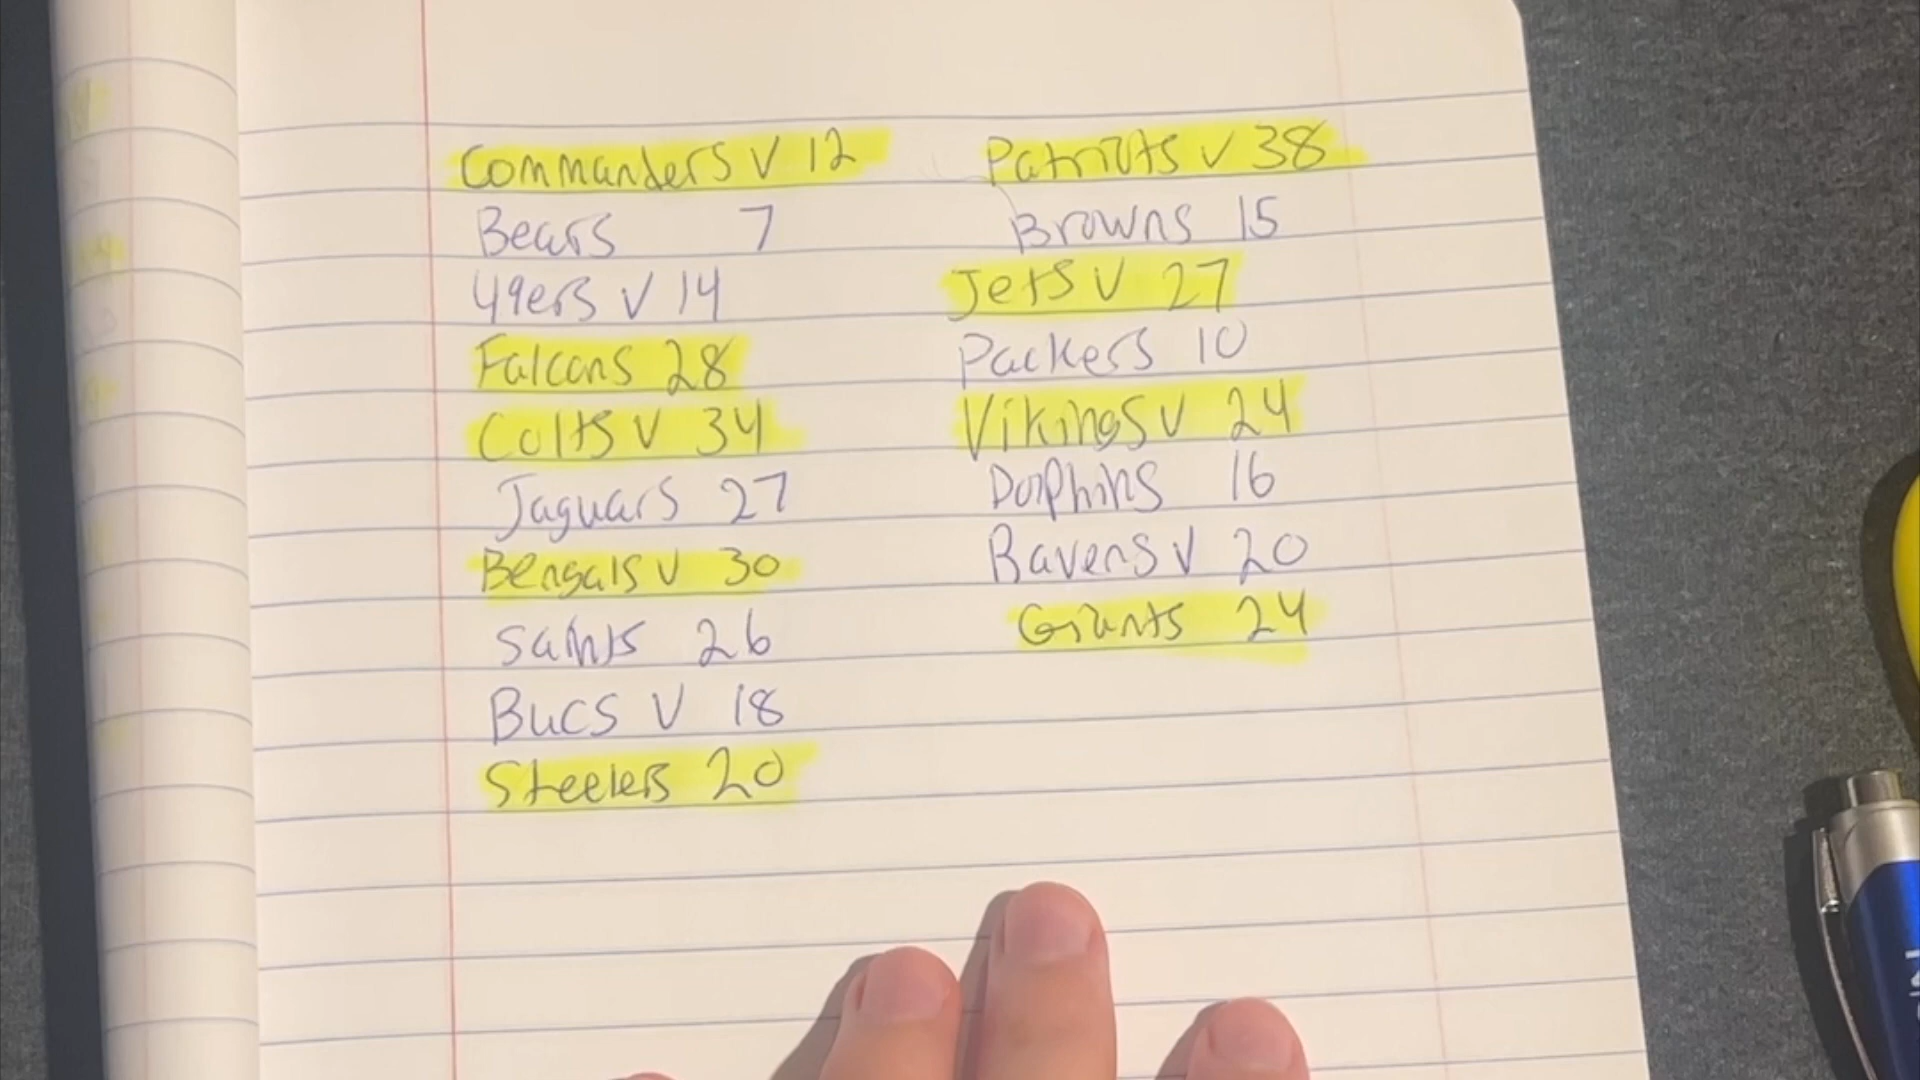 Commanders V 12
Bears 7
49ers V 14
Falcons 28
Colts V 34
Jaguars 27
Bengals V 30
Saints 26
Bucs V 18
Steelers 20
Patriots V 38
Browns 15
Jets V 27
Packers 10
Vikings V 24
Dolphins 16
Ravens V 20
Giants 24